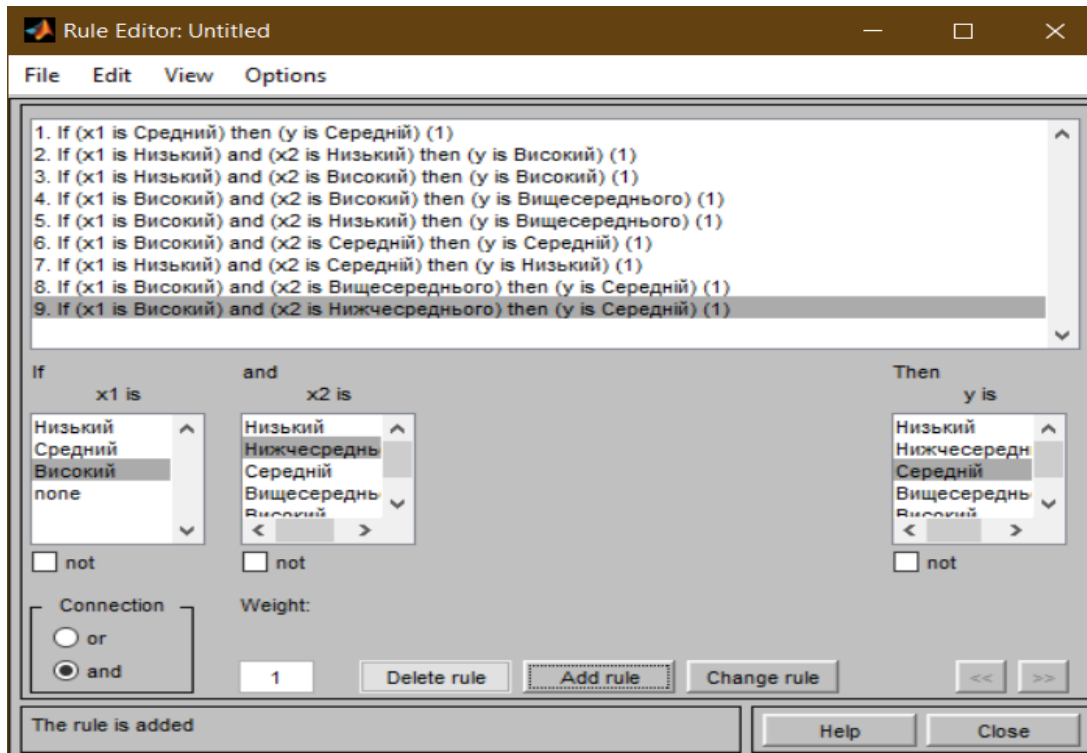 Rule Editor: Untitled
File Edit View Options
1. If (x1 is Средний) then (y is Середній) (1)
2. If (x1 is Низький) and (x2 is Низький) then (y is Високий) (1)
3. If (x1 is Низький) and (x2 is Високий) then (y is Високий) (1)
4. If (x1 is Високий) and (x2 is Високий) then (y is Вищесереднього) (1)
5. If (x1 is Високий) and (x2 is Низький) then (y is Вищесереднього) (1)
6. If (x1 is Високий) and (x2 is Середній) then (y is Середній) (1)
7. If (x1 is Низький) and (x2 is Середній) then (y is Низький) (1)
8. If (x1 is Високий) and (x2 is Вищесереднього) then (y is Середній) (1)
9. If (x1 is Високий) and (x2 is Нижчесреднього) then (y is Середній) (1)
If
x1 is
Низький
Средний
Високий
none
not
and
x2 is
Низький
Нижчесреднь
Середній
Вищесередньо
Високий
not
Then
y is
Низький
Нижчесередн
Середній
Вищесередньо
Високий
not
Connection
or
and
Weight:
1
Delete rule
Add rule
Change rule
<<
>>
The rule is added
Help
Close